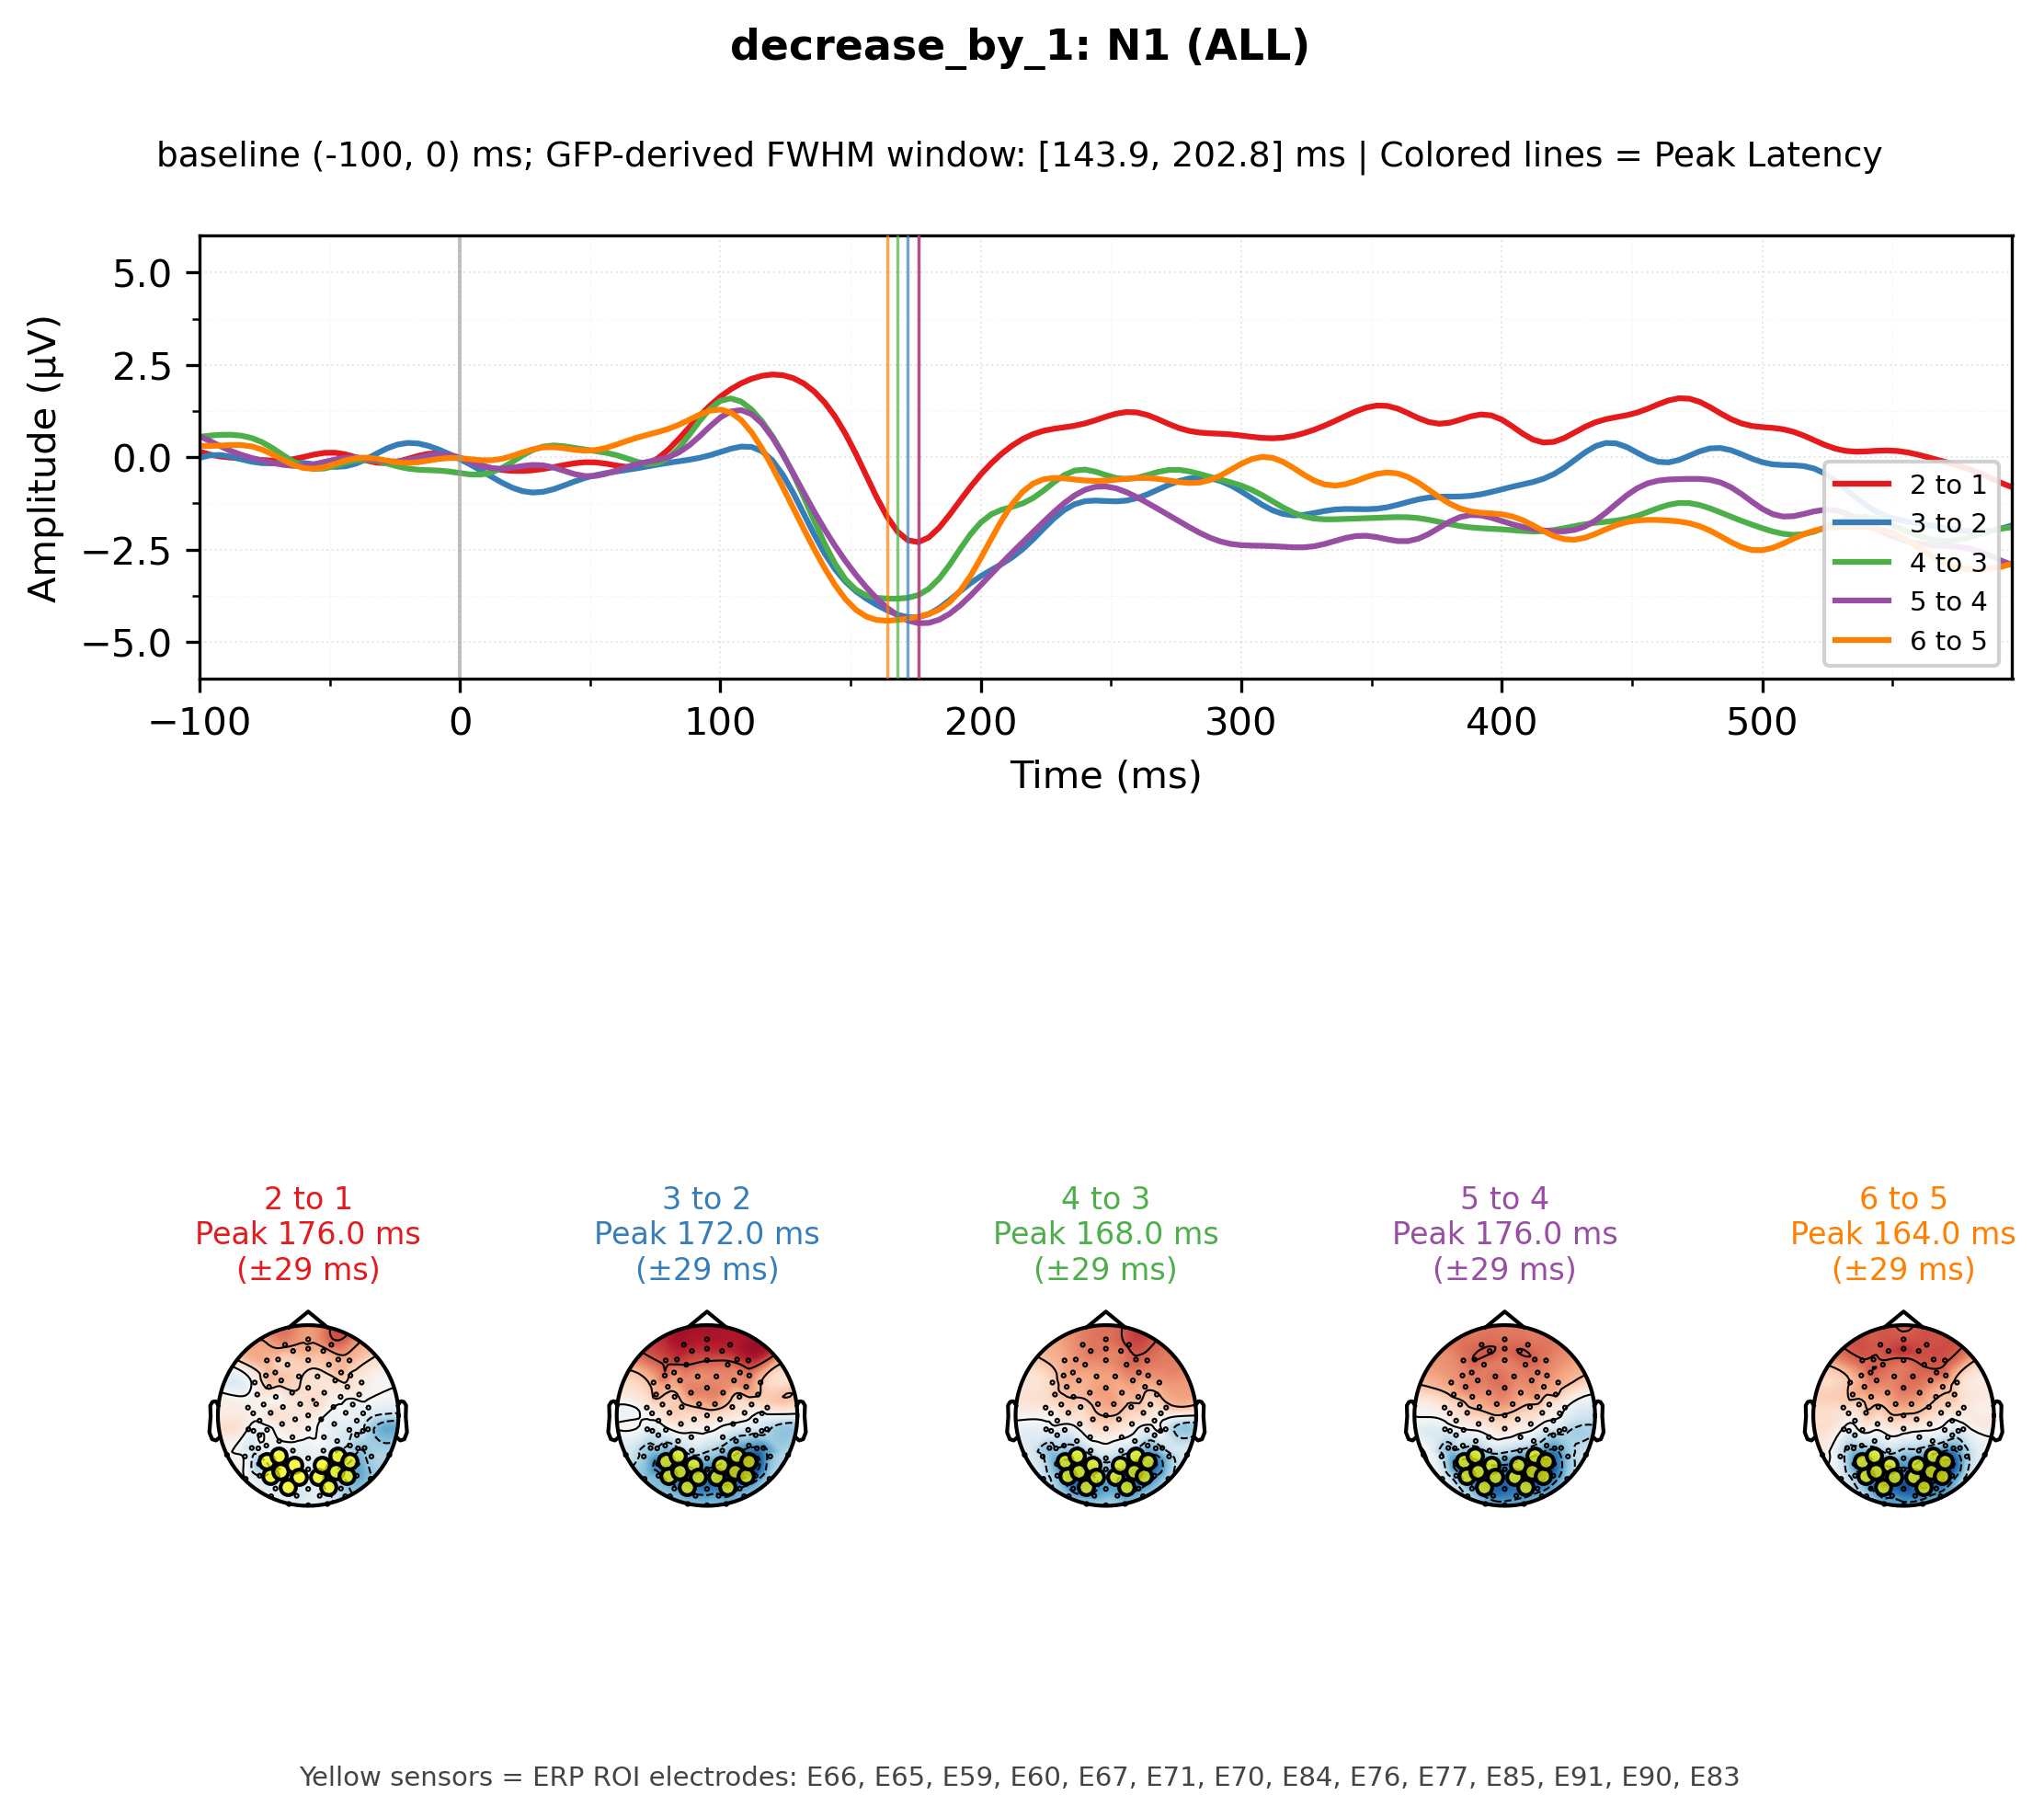 decrease_by_1: N1 (ALL)
baseline (-100, 0) ms; GFP-derived FWHM window: [143.9, 202.8] ms | Colored lines = Peak Latency
Amplitude (µV)
5.0
2.5
0.0
−2.5
−5.0
2 to 1
3 to 2
4 to 3
5 to 4
6 to 5
−100 0 100 200 300 400 500
Time (ms)
2 to 1 3 to 2 4 to 3 5 to 4 6 to 5
Peak 176.0 ms Peak 172.0 ms Peak 168.0 ms Peak 176.0 ms Peak 164.0 ms
(±29 ms) (±29 ms) (±29 ms) (±29 ms) (±29 ms)
Yellow sensors = ERP ROI electrodes: E66, E65, E59, E60, E67, E71, E70, E84, E76, E77, E85, E91, E90, E83